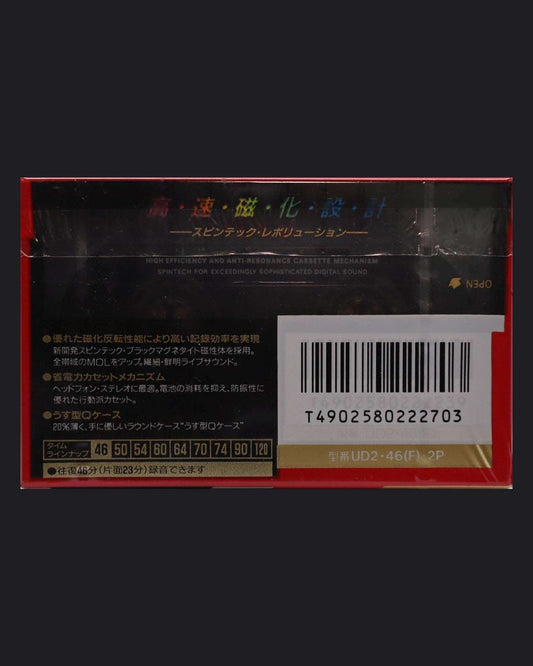 高・速・磁・化・設・計
スピンテック・レボリューション
HIGH EFFICIENCY AND ANTI-RESONANCE CASSETTE MECHANISM
SPINTECH FOR EXCEEDINGLY SOPHISTICATED DIGITAL SOUND
OPEN
●優れた磁化反転性能により高い記録効率を実現
新開発スピンテック・ブラックマグネタイト磁性体を採用。
全帯域のMOLをアップ。繊細・鮮明ライブサウンド。
●省電力カセットメカニズム
ヘッドフォン・ステレオに最適。電池の消耗を抑え、防振性に
優れた行動派カセット。
●うす型Qケース
20%薄く、手に優しいラウンドケース“うす型Qケース”
タイム
ラインナップ 46 50 54 60 64 70 74 90 120
●往復46分(片面23分)録音できます
T4902580222239
T4902580222703
型番 UD2・46(F)・2P